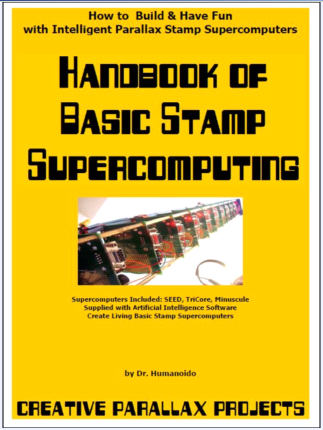 How to Build & Have Fun
with Intelligent Parallax Stamp Supercomputers
HANDBOOK OF
BASIC STAMP
SUPERCOMPUTING
Supercomputers Included: SEED, TriCore, Minuscule
Supplied with Artificial Intelligence Software
Create Living Basic Stamp Supercomputers
by Dr. Humanoido
CREATIVE PARALLAX PROJECTS